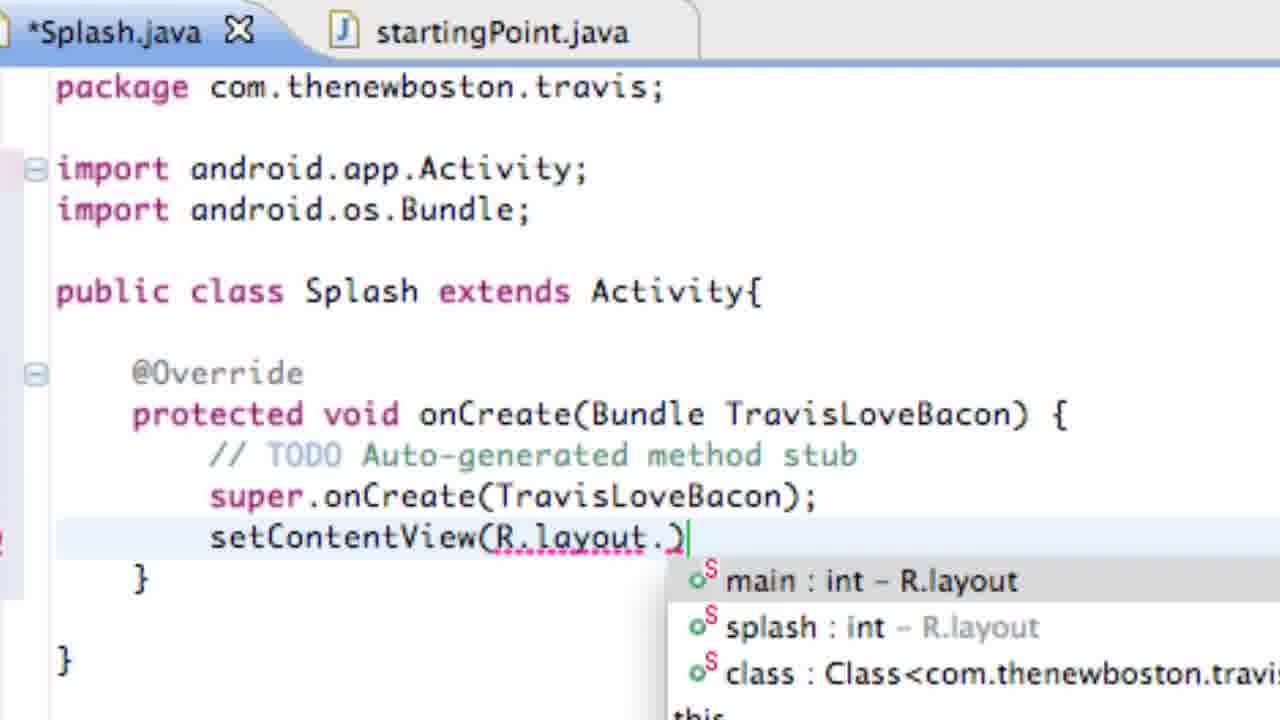 *Splash.java startingPoint.java
package com.thenewboston.travis;
import android.app.Activity;
import android.os.Bundle;
public class Splash extends Activity{
@Override
protected void onCreate(Bundle TravisLoveBacon) {
// TODO Auto-generated method stub
super.onCreate(TravisLoveBacon);
setContentView(R.layout.)
}
main : int - R.layout
splash : int - R.layout
class : Class<com.thenewboston.travis
}
this